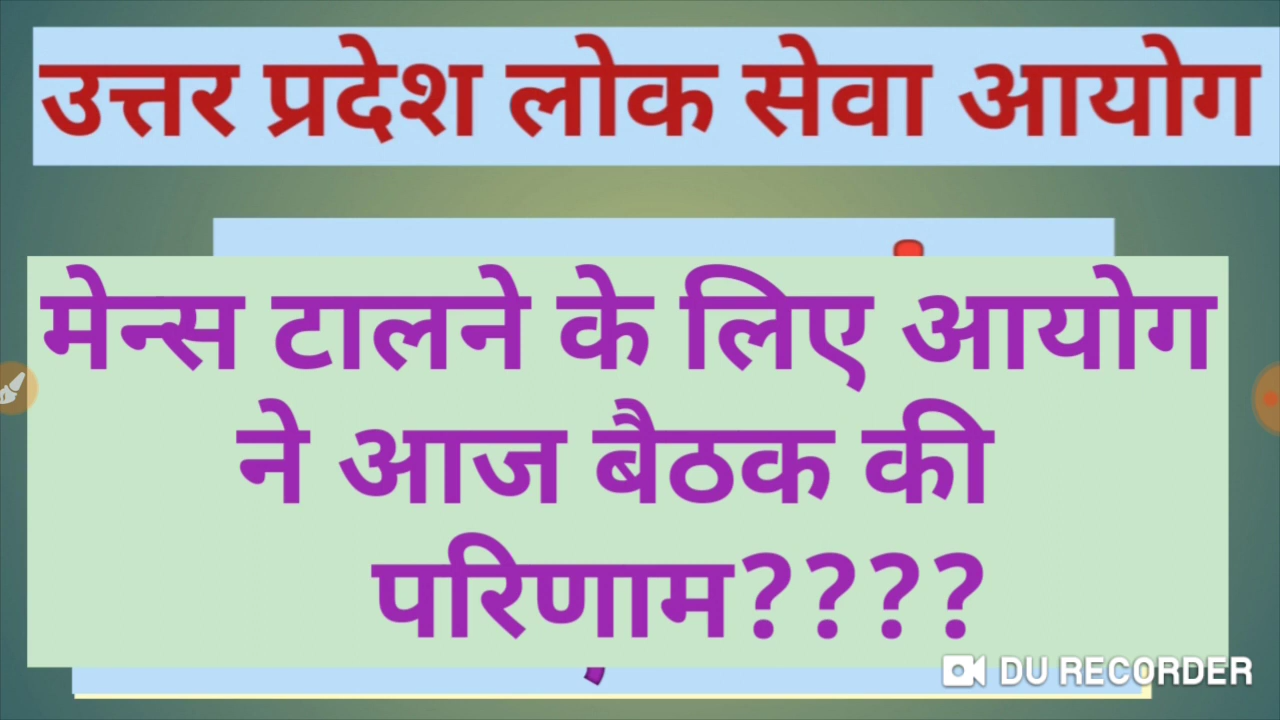 उत्तर प्रदेश लोक सेवा आयोग
मेन्स टालने के लिए आयोग
ने आज बैठक की
परिणाम????
DU RECORDER